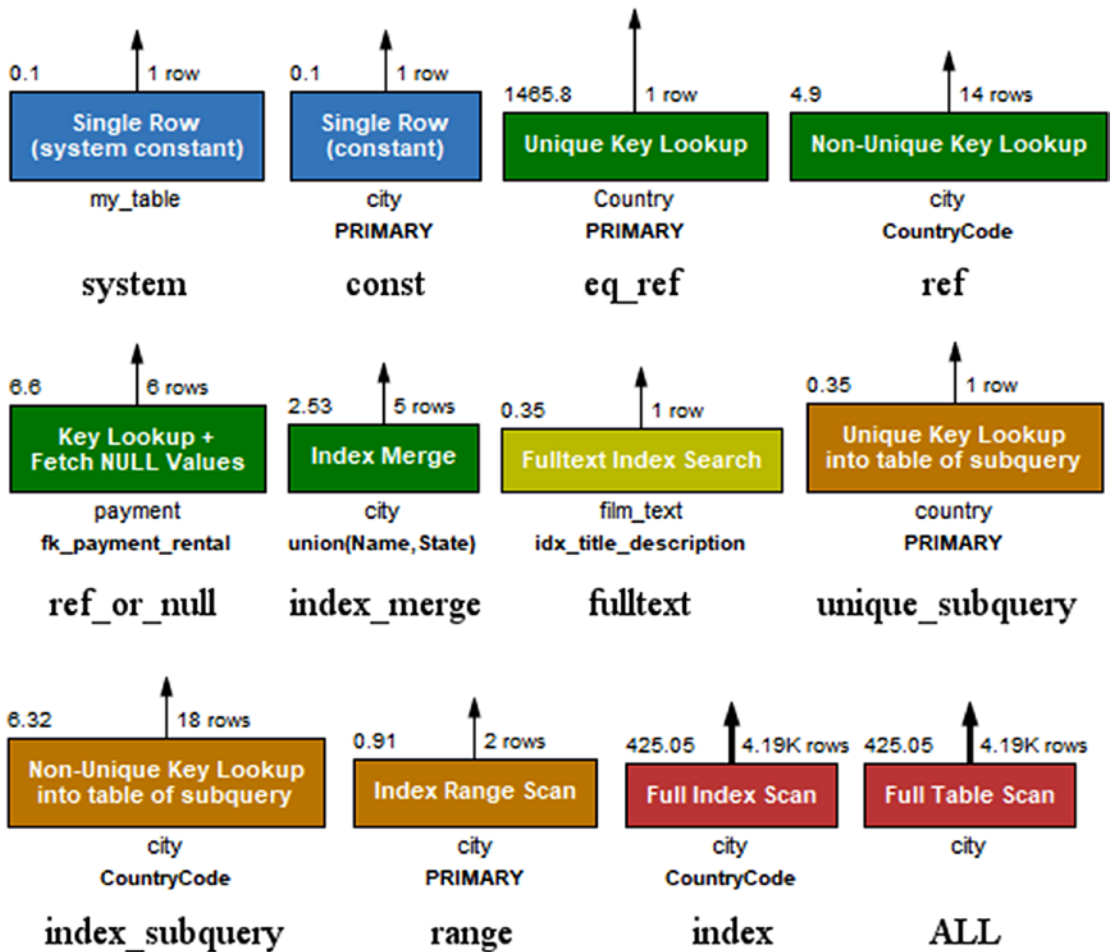 0.1 1 row 0.1 1 row 1465.8 1 row 4.9 14 rows
Single Row
(system constant)
Single Row
(constant)
Unique Key Lookup
Non-Unique Key Lookup
my_table
city
PRIMARY
Country
PRIMARY
city
CountryCode
system const eq_ref ref
6.6 6 rows 2.53 5 rows 0.35 1 row 0.35 1 row
Key Lookup +
Fetch NULL Values
Index Merge
Fulltext Index Search
Unique Key Lookup
into table of subquery
payment
fk_payment_rental
city
union(Name,State)
film_text
idx_title_description
country
PRIMARY
ref_or_null index_merge fulltext unique_subquery
6.32 18 rows 0.91 2 rows 425.05 4.19K rows 425.05 4.19K rows
Non-Unique Key Lookup
into table of subquery
Index Range Scan
Full Index Scan
Full Table Scan
city
CountryCode
city
PRIMARY
city
CountryCode
city
index_subquery range index ALL